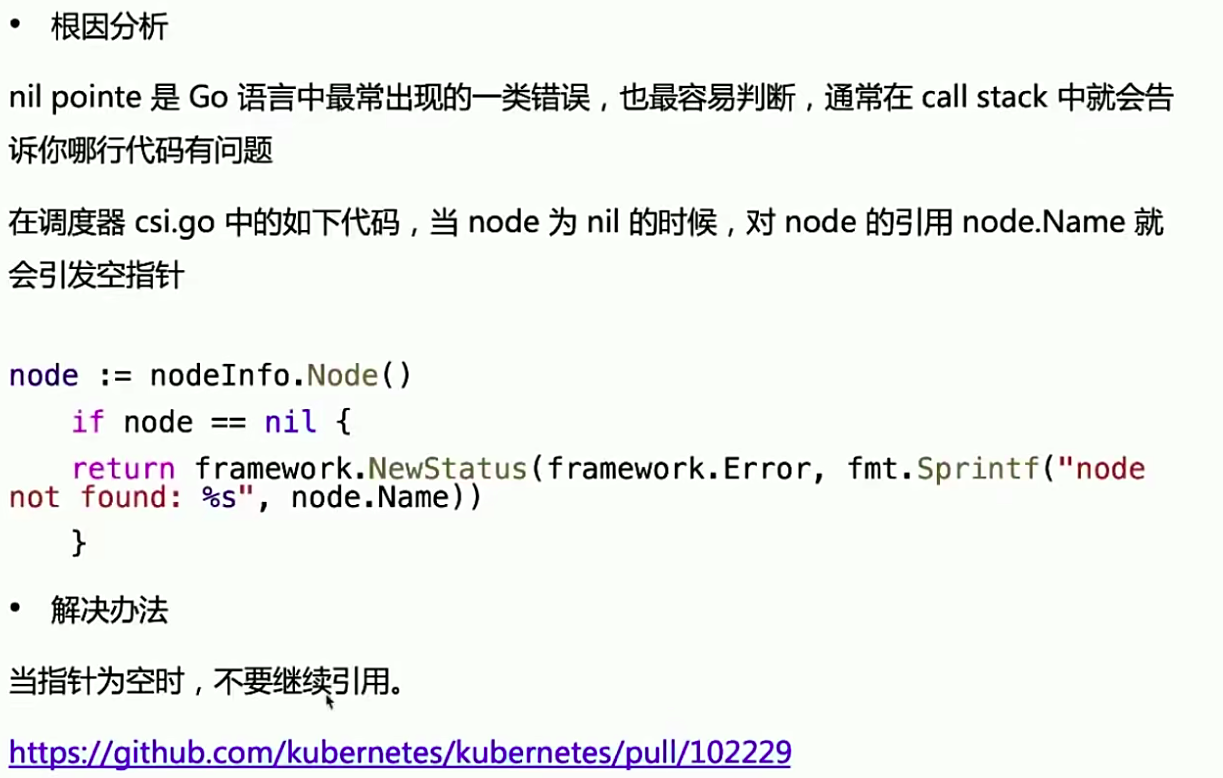 • 根因分析
nil pointe 是 Go 语言中最常出现的一类错误，也最容易判断，通常在 call stack 中就会告
诉你哪行代码有问题
在调度器 csi.go 中的如下代码，当 node 为 nil 的时候，对 node 的引用 node.Name 就
会引发空指针
node := nodeInfo.Node()
if node == nil {
return framework.NewStatus(framework.Error, fmt.Sprintf("node
not found: %s", node.Name))
}
• 解决办法
当指针为空时，不要继续引用。
https://github.com/kubernetes/kubernetes/pull/102229